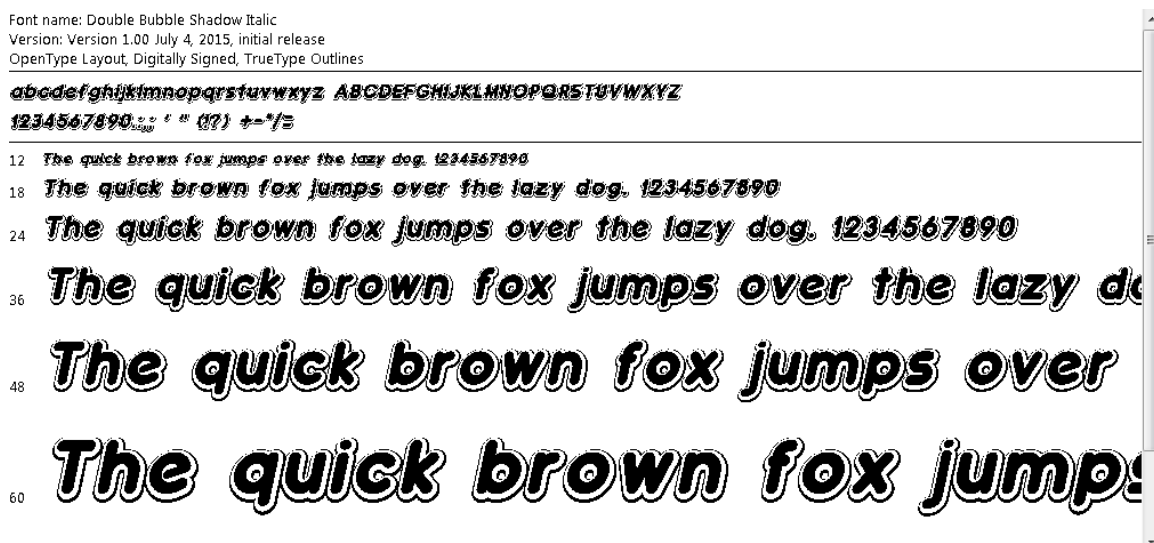 Font name: Double Bubble Shadow Italic
Version: Version 1.00 July 4, 2015, initial release
OpenType Layout, Digitally Signed, TrueType Outlines
abcdefghijklmnopqrstuvwxyz ABCDEFGHIJKLMNOPQRSTUVWXYZ
1234567890.:,; ' " (!?) +-*/=
12 The quick brown fox jumps over the lazy dog. 1234567890
18 The quick brown fox jumps over the lazy dog. 1234567890
24 The quick brown fox jumps over the lazy dog. 1234567890
36 The quick brown fox jumps over the lazy do
48 The quick brown fox jumps over
60 The quick brown fox jumps